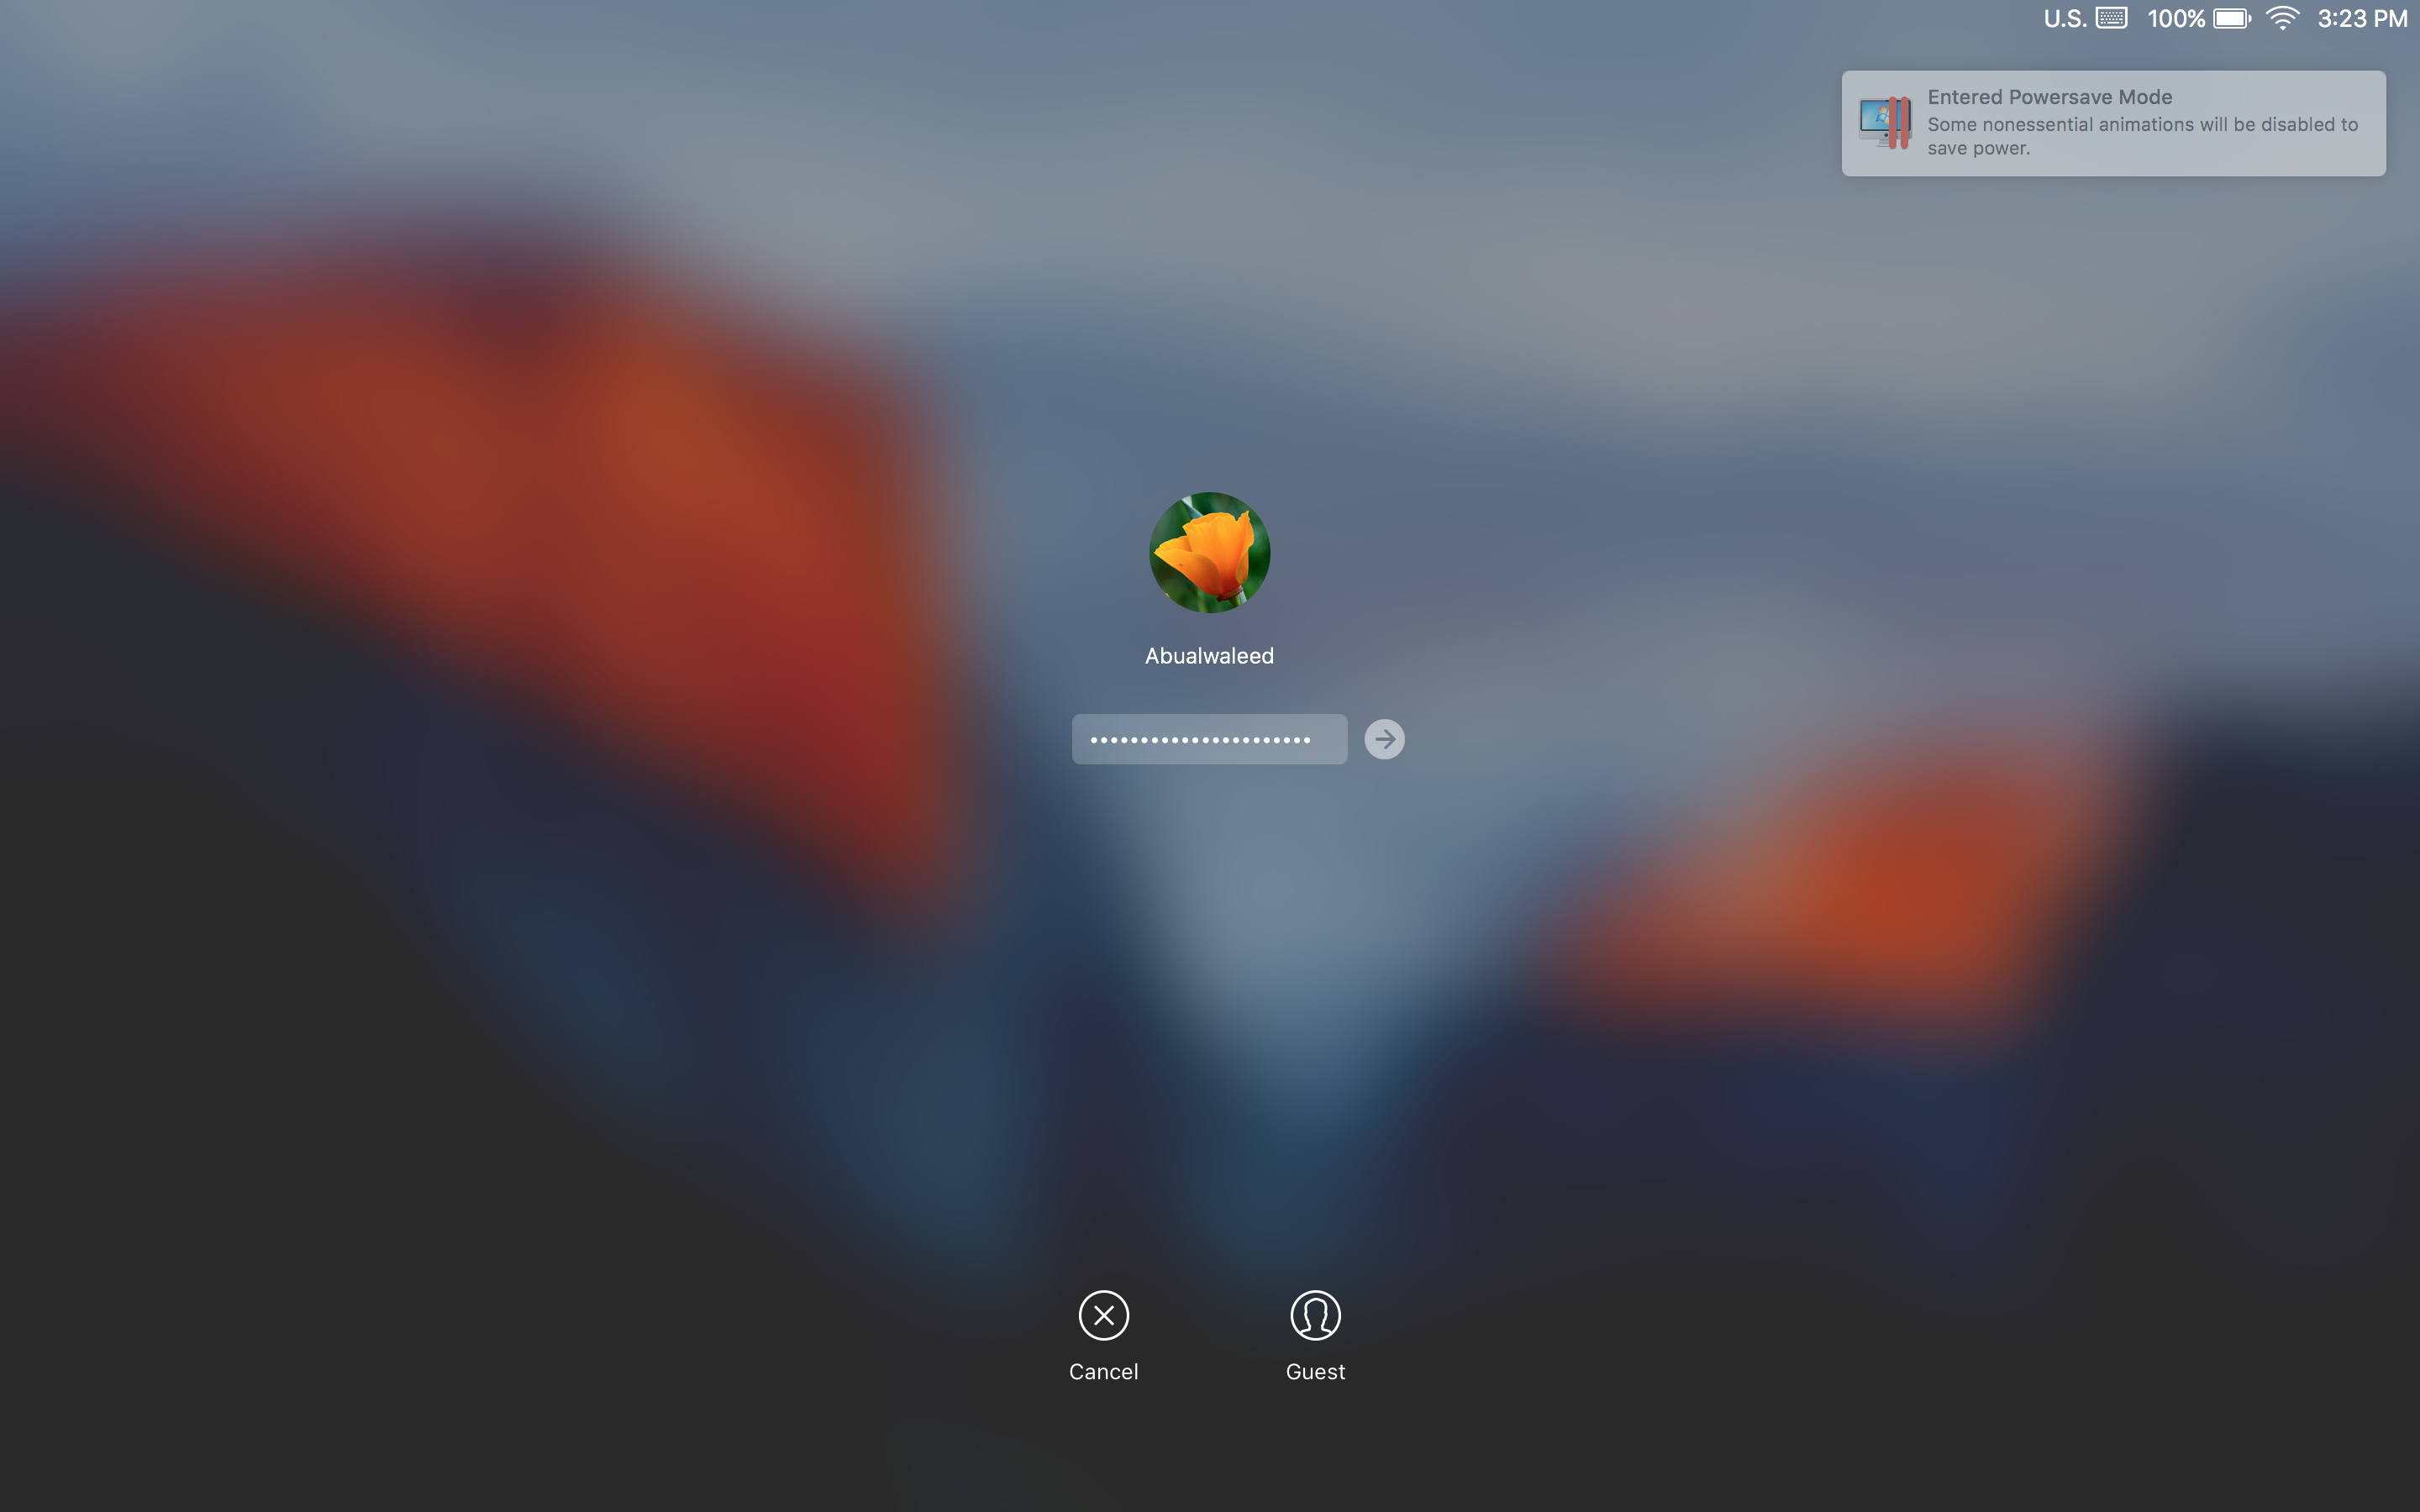 U.S. 100% 3:23 PM
Entered Powersave Mode
Some nonessential animations will be disabled to
save power.
Abualwaleed
Cancel
Guest